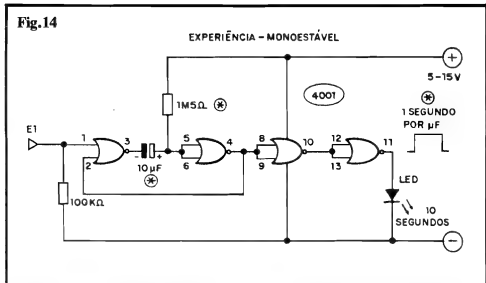 Fig.14
EXPERIÊNCIA - MONOESTÁVEL
+
5-15V
4001
1M5Ω *
*
1 SEGUNDO
POR µF
E1
1
2
3
- +
10µF
*
5
6
4
8
9
10
12
13
11
100KΩ
LED
10
SEGUNDOS
-